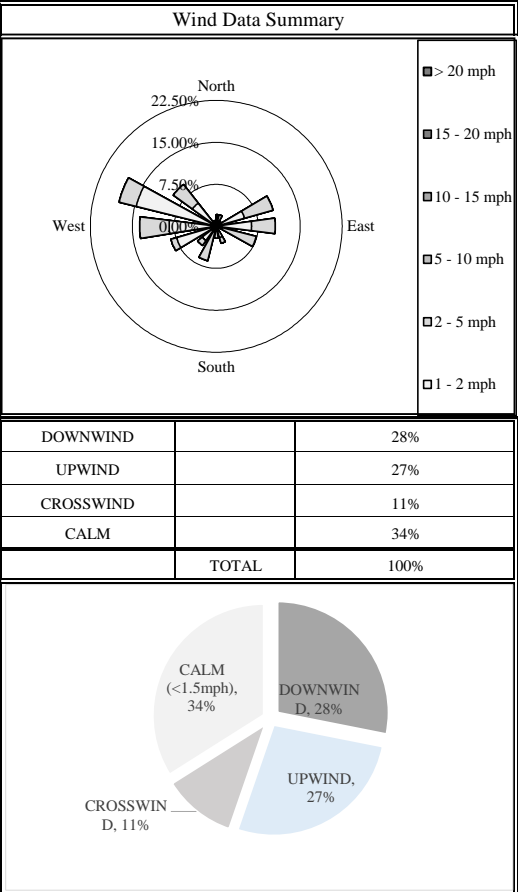 Wind Data Summary
North
22.50%
15.00%
7.50%
0.00%
West
East
South
> 20 mph
15 - 20 mph
10 - 15 mph
5 - 10 mph
2 - 5 mph
1 - 2 mph
DOWNWIND 28%
UPWIND 27%
CROSSWIND 11%
CALM 34%
TOTAL 100%
CALM
(<1.5mph),
34%
DOWNWIN
D, 28%
UPWIND,
27%
CROSSWIN
D, 11%